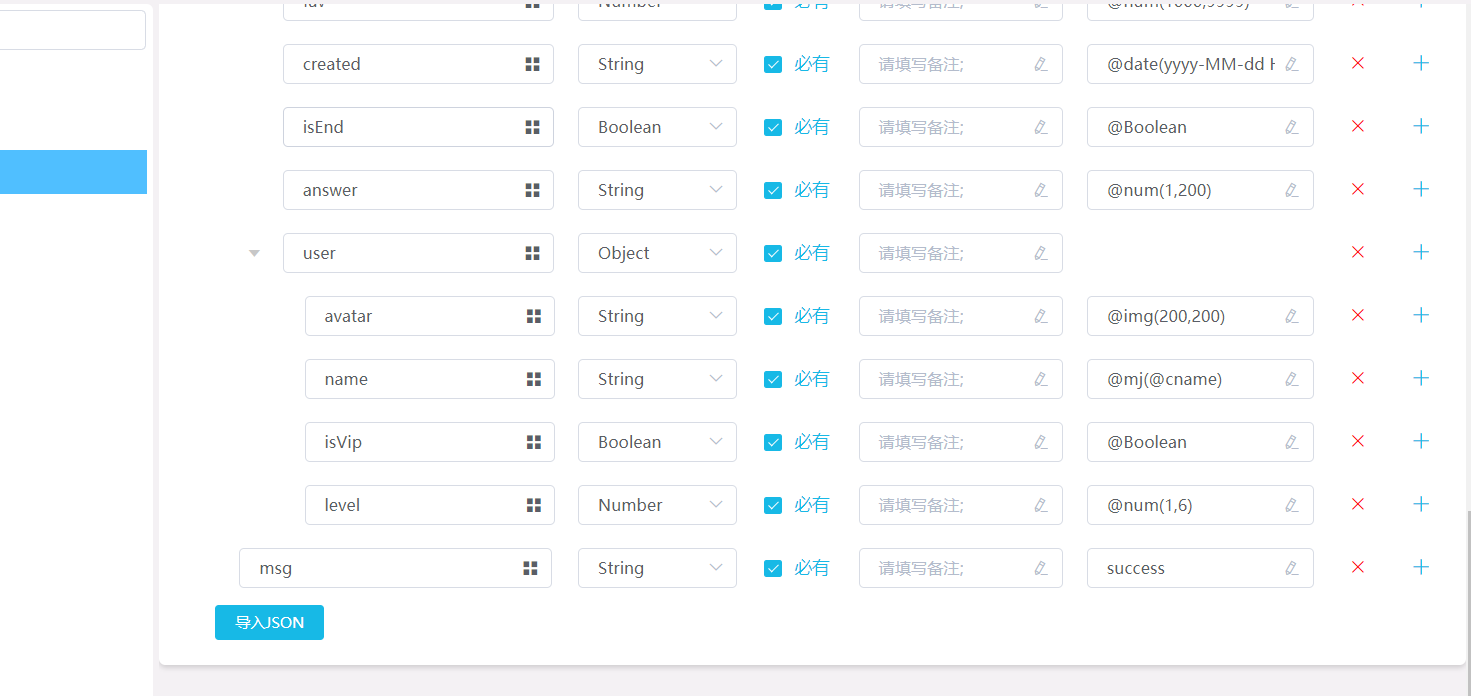 fav Number 必有 请填写备注; @num(1000,9999)
created String 必有 请填写备注; @date(yyyy-MM-dd H
isEnd Boolean 必有 请填写备注; @Boolean
answer String 必有 请填写备注; @num(1,200)
user Object 必有 请填写备注;
avatar String 必有 请填写备注; @img(200,200)
name String 必有 请填写备注; @mj(@cname)
isVip Boolean 必有 请填写备注; @Boolean
level Number 必有 请填写备注; @num(1,6)
msg String 必有 请填写备注; success
导入JSON